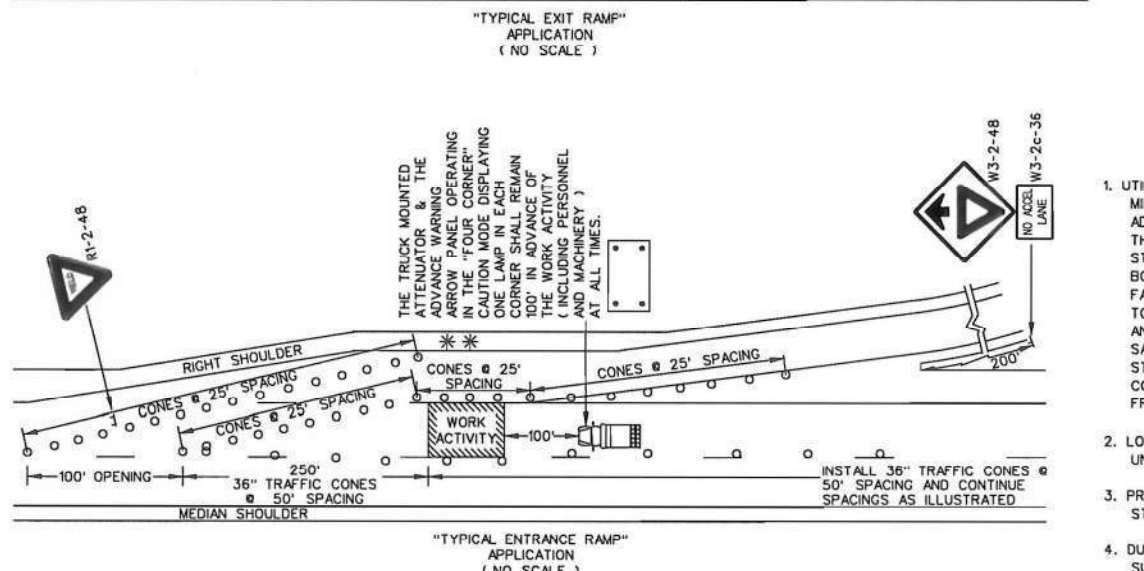 "TYPICAL EXIT RAMP"
APPLICATION
( NO SCALE )
R1-2-48
YIELD
THE TRUCK MOUNTED
ATTENUATOR & THE
ADVANCE WARNING
ARROW PANEL OPERATING
IN THE "FOUR CORNER"
CAUTION MODE DISPLAYING
ONE LAMP IN EACH
CORNER SHALL REMAIN
100' IN ADVANCE OF
THE WORK ACTIVITY
( INCLUDING PERSONNEL
AND MACHINERY )
AT ALL TIMES.
W3-2-48
W3-2c-36
NO ACCEL
LANE
RIGHT SHOULDER
**
CONES @ 25' SPACING
CONES @ 25' SPACING
CONES @ 25'
SPACING
CONES @ 25' SPACING
200'
WORK
ACTIVITY
100'
100' OPENING
250'
36" TRAFFIC CONES
@ 50' SPACING
INSTALL 36" TRAFFIC CONES @
50' SPACING AND CONTINUE
SPACINGS AS ILLUSTRATED
MEDIAN SHOULDER
"TYPICAL ENTRANCE RAMP"
APPLICATION
( NO SCALE )
1. UTI
MI
AD
TH
ST
BO
FA
TO
AN
SA
ST
CO
FR
2. LO
UN
3. PR
ST
4. DU